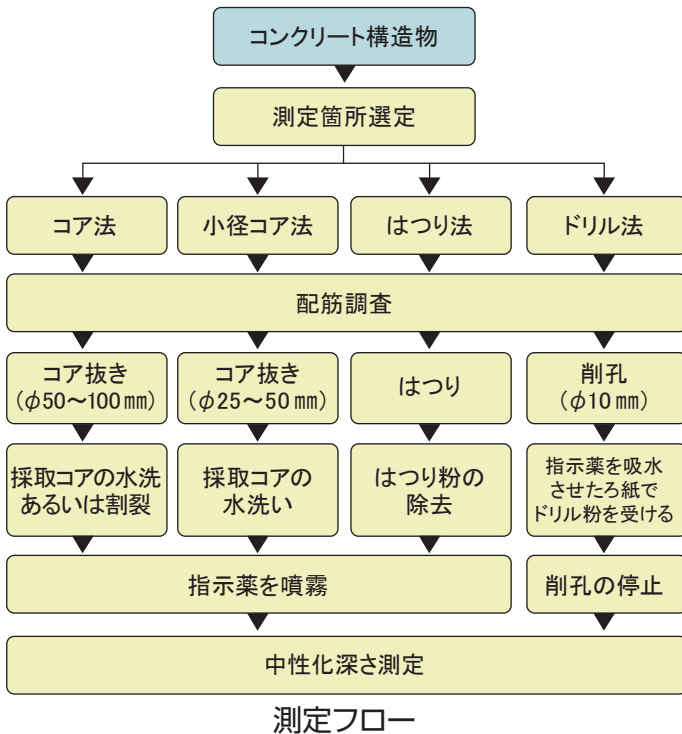 コンクリート構造物
測定箇所選定
コア法
小径コア法
はつり法
ドリル法
配筋調査
コア抜き
(φ50～100㎜)
コア抜き
(φ25～50㎜)
はつり
削孔
(φ10㎜)
採取コアの水洗
あるいは割裂
採取コアの
水洗い
はつり粉の
除去
指示薬を吸水
させたろ紙で
ドリル粉を受ける
指示薬を噴霧
削孔の停止
中性化深さ測定
測定フロー